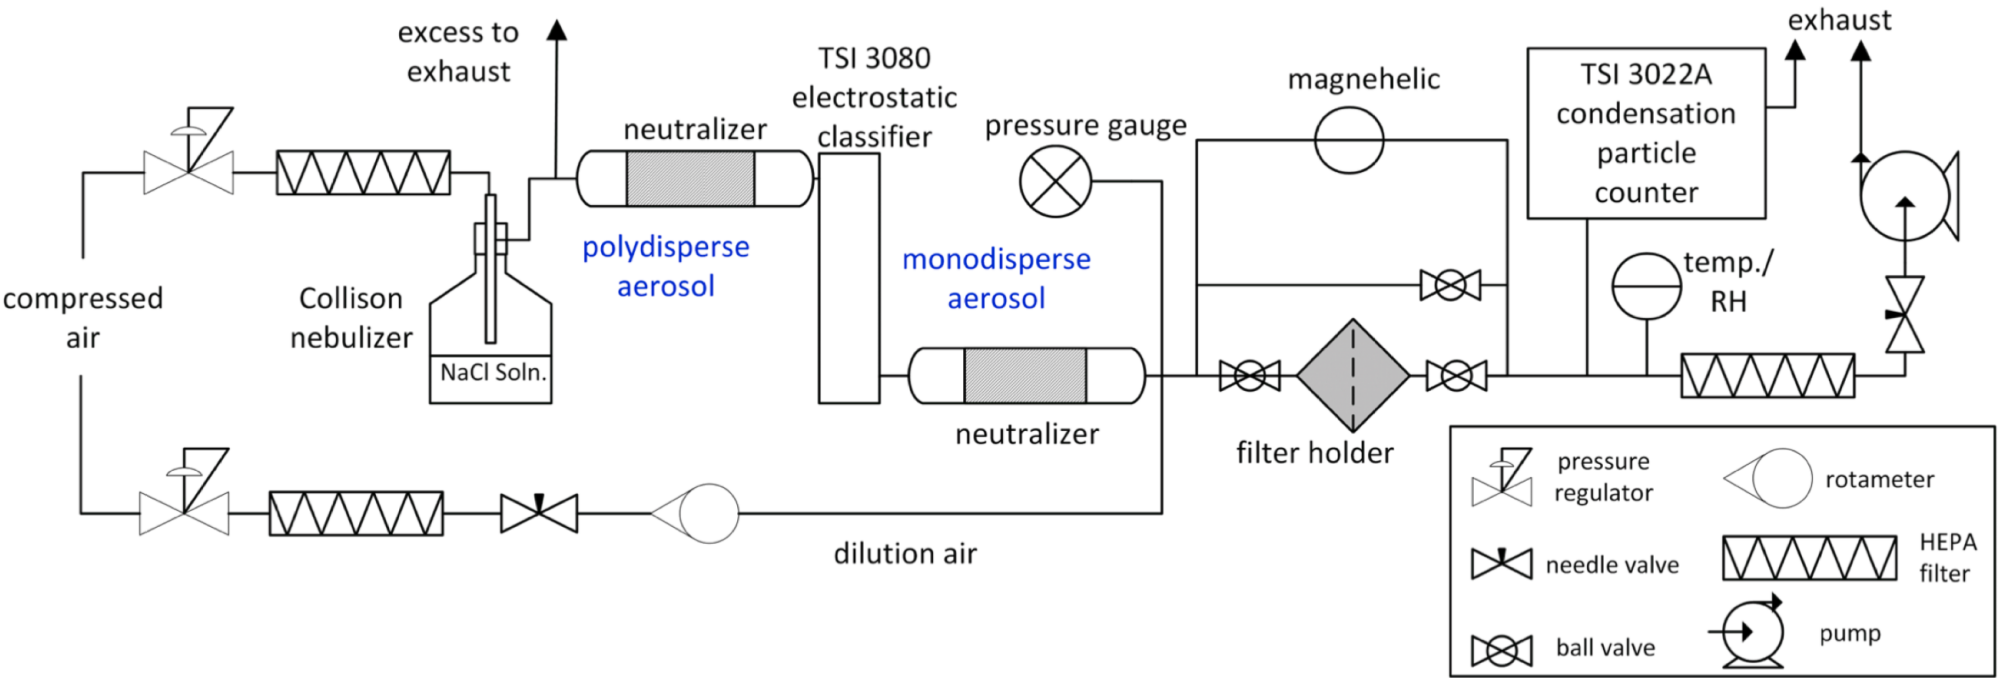 excess to
exhaust
neutralizer
TSI 3080
electrostatic
classifier
pressure gauge
magnehelic
exhaust
TSI 3022A
condensation
particle
counter
polydisperse
aerosol
monodisperse
aerosol
temp./
RH
compressed
air
Collison
nebulizer
NaCl Soln.
neutralizer
filter holder
dilution air
pressure
regulator
rotameter
needle valve
HEPA
filter
ball valve
pump